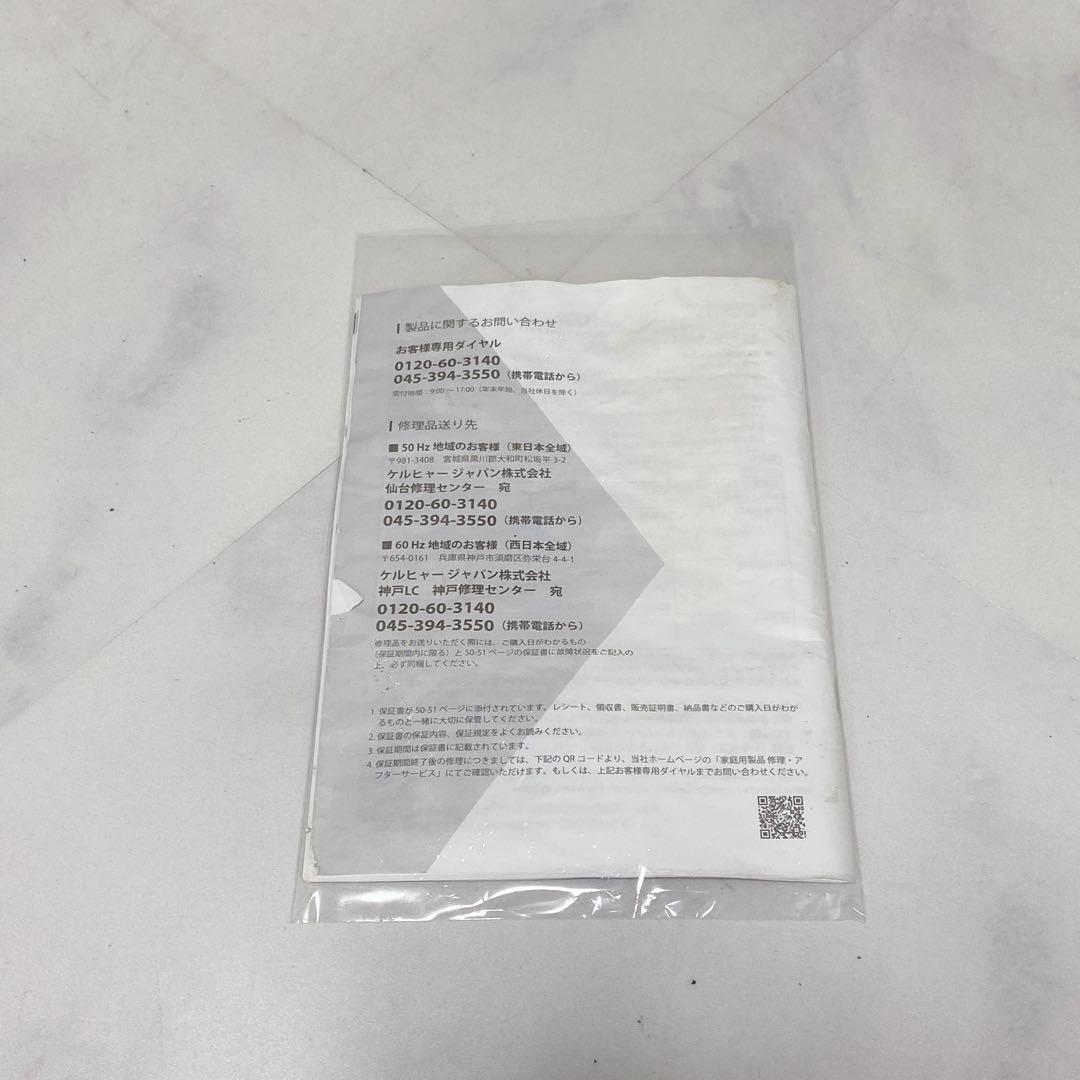 製品に関するお問い合わせ
お客様専用ダイヤル
0120-60-3140
045-394-3550（携帯電話から）
受付時間：9:00～17:00（年末年始、当社休日を除く）
修理品送り先
■ 50 Hz 地域のお客様（東日本全域）
〒981-3408　宮城県黒川郡大和町松坂平 3-2
ケルヒャー ジャパン株式会社
仙台修理センター　宛
0120-60-3140
045-394-3550（携帯電話から）
■ 60 Hz 地域のお客様（西日本全域）
〒654-0161　兵庫県神戸市須磨区弥栄台 4-4-1
ケルヒャー ジャパン株式会社
神戸LC　神戸修理センター　宛
0120-60-3140
045-394-3550（携帯電話から）
修理品をお送りいただく際には、ご購入日がわかるもの
（保証期間内に限る）と 50-51 ページの保証書に故障状況をご記入の
上、必ず同梱してください。
1. 保証書が 50-51 ページに添付されています。レシート、領収書、販売証明書、納品書などのご購入日がわか
るものと一緒に大切に保管してください。
2. 保証書の保証内容、保証規定をよくお読みください。
3. 保証期間は保証書に記載されています。
4. 保証期間終了後の修理につきましては、下記の QR コードより、当社ホームページの「家庭用製品 修理・ア
フターサービス」にてご確認いただけます。もしくは、上記お客様専用ダイヤルまでお問い合わせください。